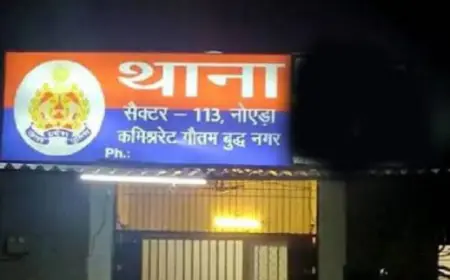 थाना
सैक्टर – 113, नोएडा
कमिश्नरेट गौतम बुद्ध नगर
Ph.: